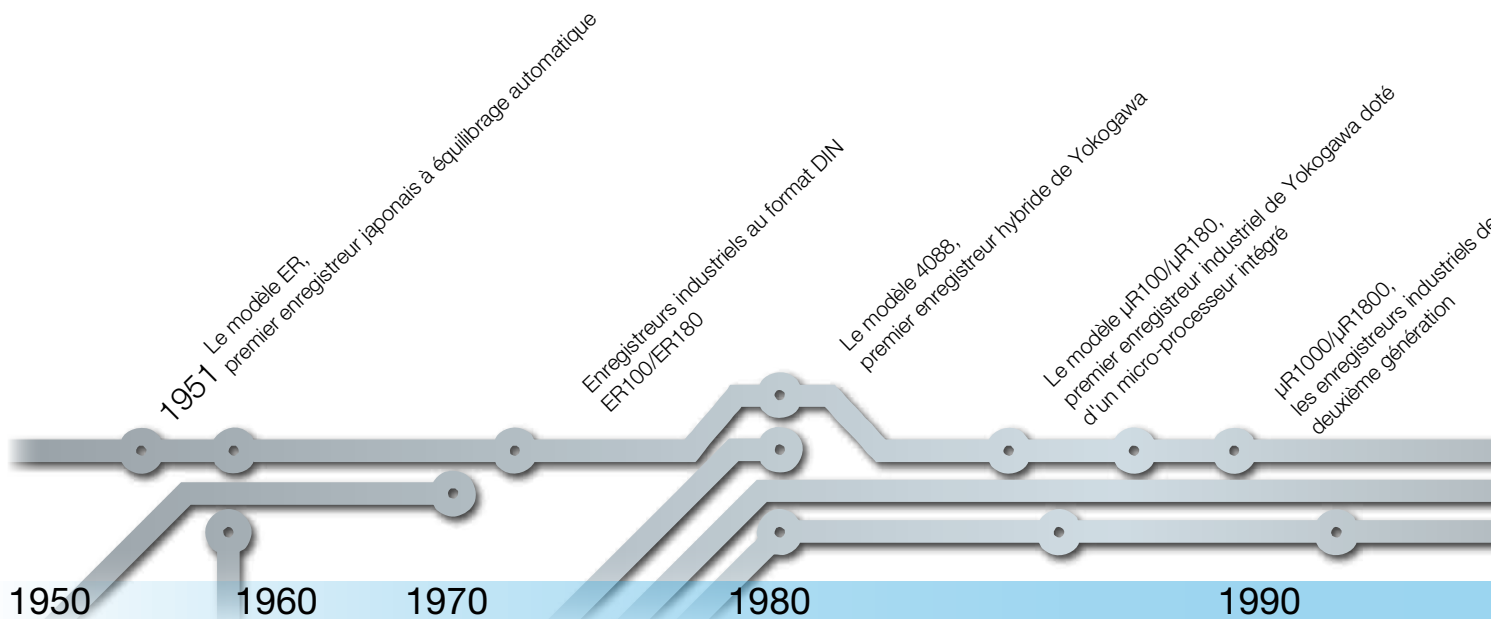 1951 Le modèle ER,
premier enregistreur japonais à équilibrage automatique
Enregistreurs industriels au format DIN
ER100/ER180
Le modèle 4088,
premier enregistreur hybride de Yokogawa
Le modèle µR100/µR180,
premier enregistreur industriel de Yokogawa doté
d'un micro-processeur intégré
µR1000/µR1800,
les enregistreurs industriels de
deuxième génération
1950 1960 1970 1980 1990